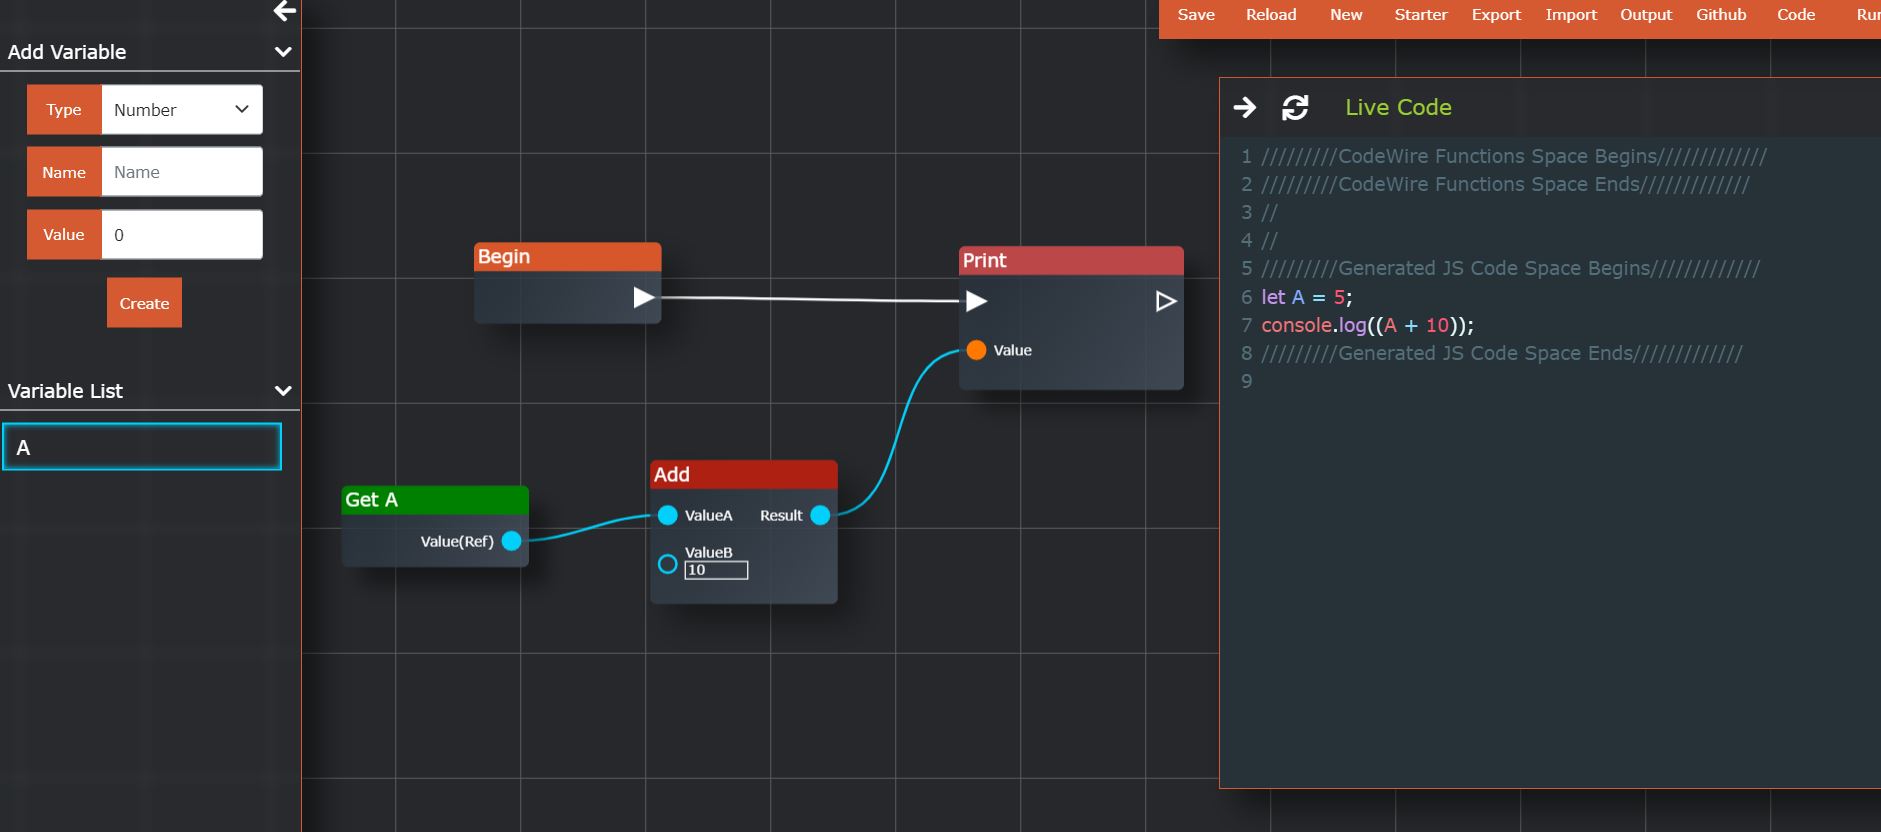 Add Variable
Type Number
Name Name
Value 0
Create
Variable List
A
Save Reload New Starter Export Import Output Github Code
Begin
Print
Value
Get A
Value(Ref)
Add
ValueA Result
ValueB
10
Live Code
1 /////////CodeWire Functions Space Begins/////////////
2 /////////CodeWire Functions Space Ends/////////////
3 //
4 //
5 /////////Generated JS Code Space Begins/////////////
6 let A = 5;
7 console.log((A + 10));
8 /////////Generated JS Code Space Ends/////////////
9